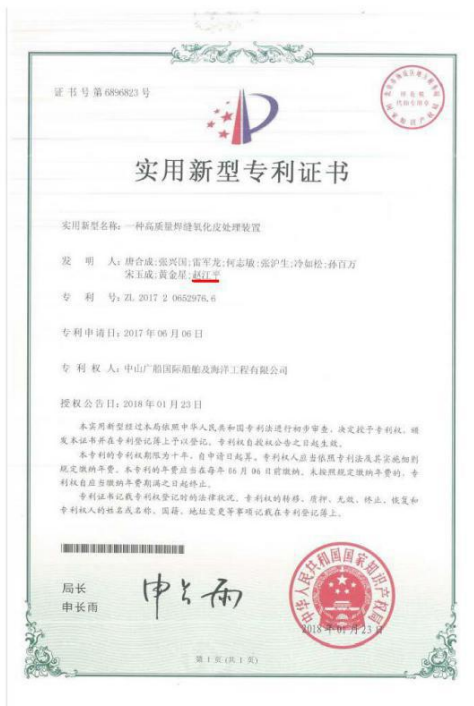 证书号第6896823号
实用新型专利证书
实用新型名称：一种高质量焊缝氧化皮处理装置
发 明 人：唐合成;张兴国;雷军龙;何志敏;张沪生;冷如松;孙百万
宋玉成;黄金星;赵江平
专 利 号：ZL 2017 2 0652976.6
专利申请日：2017年06月06日
专 利 权 人：中山广船国际船舶及海洋工程有限公司
授权公告日：2018年01月23日
本实用新型经过本局依照中华人民共和国专利法进行初步审查，决定授予专利权，颁
发本证书并在专利登记簿上予以登记。专利权自授权公告之日起生效。
本专利的专利权期限为十年，自申请日起算。专利权人应当依照专利法及其实施细则
规定缴纳年费。本专利的年费应当在每年06月06日前缴纳。未按照规定缴纳年费的，专
利权自应当缴纳年费期满之日起终止。
专利证书记载专利权登记时的法律状况。专利权的转移、质押、无效、终止、恢复和
专利权人的姓名或名称、国籍、地址变更等事项记载在专利登记簿上。
局长
申长雨
申长雨
中华人民共和国国家知识产权局
2018年01月23日
第1页(共1页)